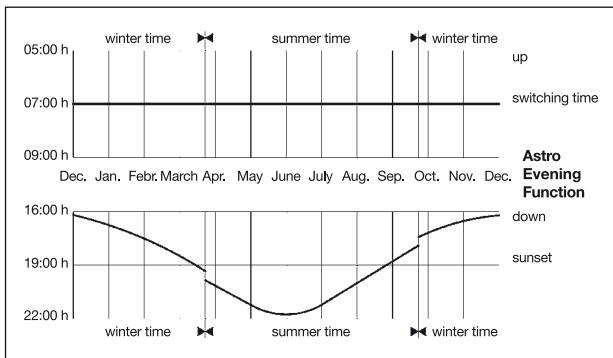 winter time summer time winter time
05:00 h up
07:00 h switching time
09:00 h
Dec. Jan. Febr. March Apr. May June July Aug. Sep. Oct. Nov. Dec.
Astro
Evening
Function
16:00 h down
19:00 h sunset
22:00 h
winter time summer time winter time